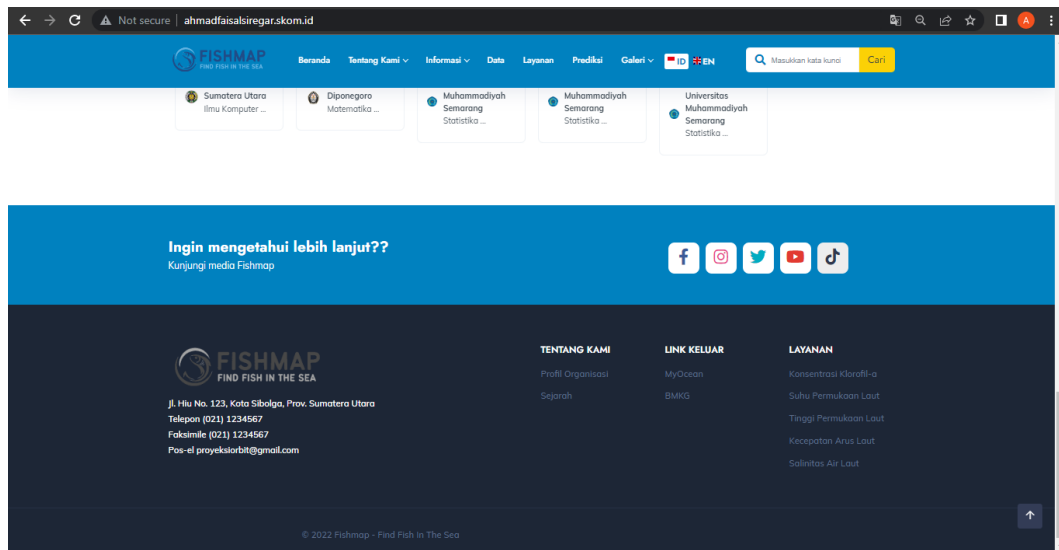 Not secure | ahmadfaisalsiregar.skom.id
A
FISHMAP
FIND FISH IN THE SEA
Beranda Tentang Kami Informasi Data Layanan Prediksi Galeri ID EN
Masukkan kata kunci
Cari
Sumatera Utara
Ilmu Komputer ...
Diponegoro
Matematika ...
Muhammadiyah
Semarang
Statistika ...
Muhammadiyah
Semarang
Statistika ...
Universitas
Muhammadiyah
Semarang
Statistika ...
Ingin mengetahui lebih lanjut??
Kunjungi media Fishmap
FISHMAP
FIND FISH IN THE SEA
Jl. Hiu No. 123, Kota Sibolga, Prov. Sumatera Utara
Telepon (021) 1234567
Faksimile (021) 1234567
Pos-el proyeksiorbit@gmail.com
TENTANG KAMI
Profil Organisasi
Sejarah
LINK KELUAR
MyOcean
BMKG
LAYANAN
Konsentrasi Klorofil-a
Suhu Permukaan Laut
Tinggi Permukaan Laut
Kecepatan Arus Laut
Salinitas Air Laut
© 2022 Fishmap - Find Fish In The Sea